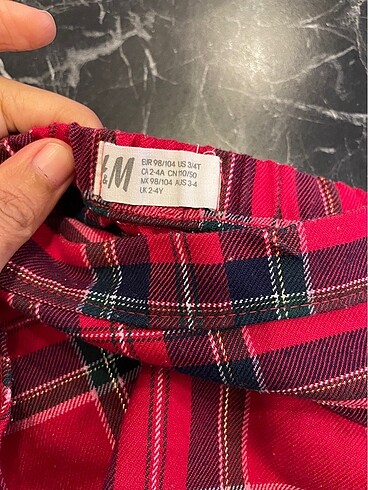 H&M
EUR 98/104 US 3/4T
CA 2-4A CN 110/50
MX 98/104 AUS 3-4
UK 2-4Y